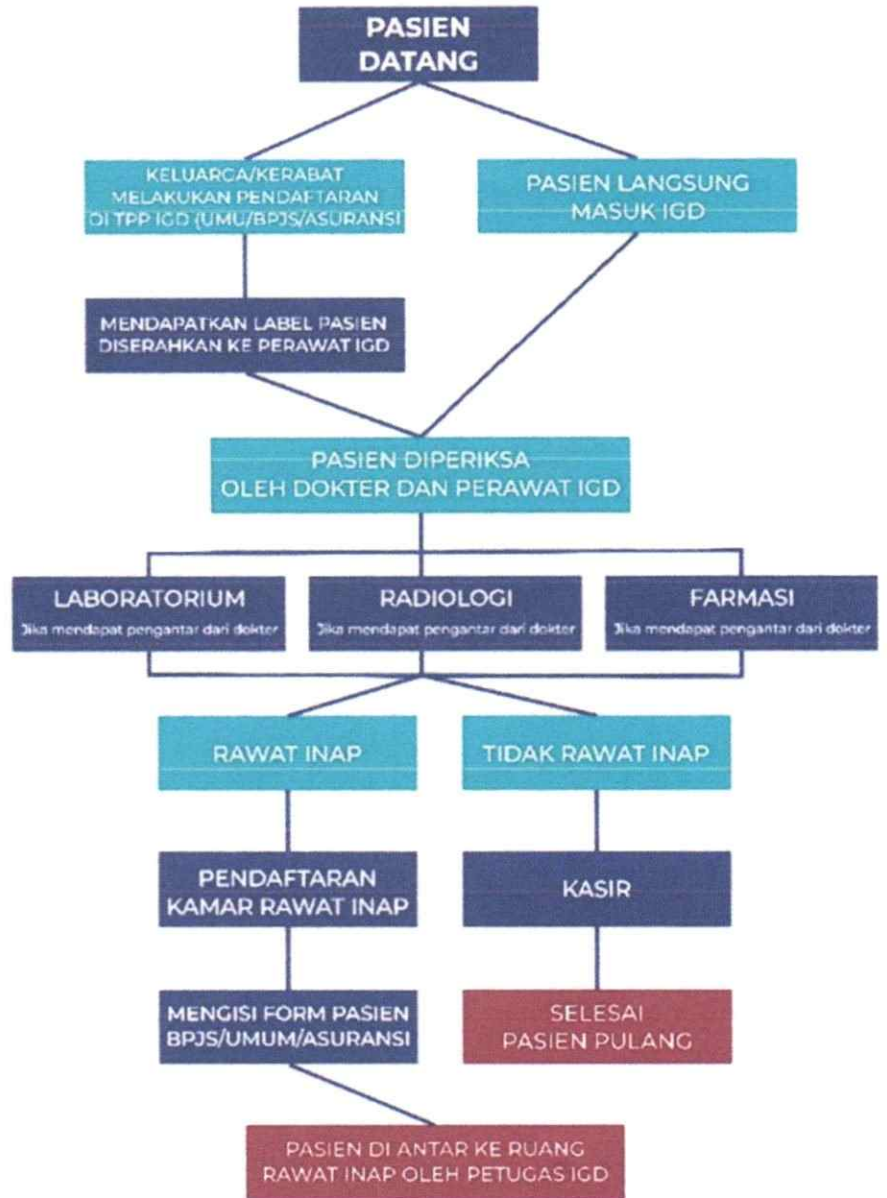 PASIEN
DATANG
KELUARCA/KERABAT
MELAKUKAN PENDAFTARAN
DI TPP IGD (UMU/BPJS/ASURANSI
PASIEN LANGSUNG
MASUK IGD
MENDAPATKAN LABEL PASIEN
DISERAHKAN KE PERAWAT IGD
PASIEN DIPERIKSA
OLEH DOKTER DAN PERAWAT IGD
LABORATORIUM
Jika mendapat pengantar dari dokter
RADIOLOGI
Jika mendapat pengantar dari dokter
FARMASI
Jika mendapat pengantar dari dokter
RAWAT INAP
TIDAK RAWAT INAP
PENDAFTARAN
KAMAR RAWAT INAP
KASIR
MENGISI FORM PASIEN
BPJS/UMUM/ASURANSI
SELESAI
PASIEN PULANG
PASIEN DI ANTAR KE RUANG
RAWAT INAP OLEH PETUGAS IGD